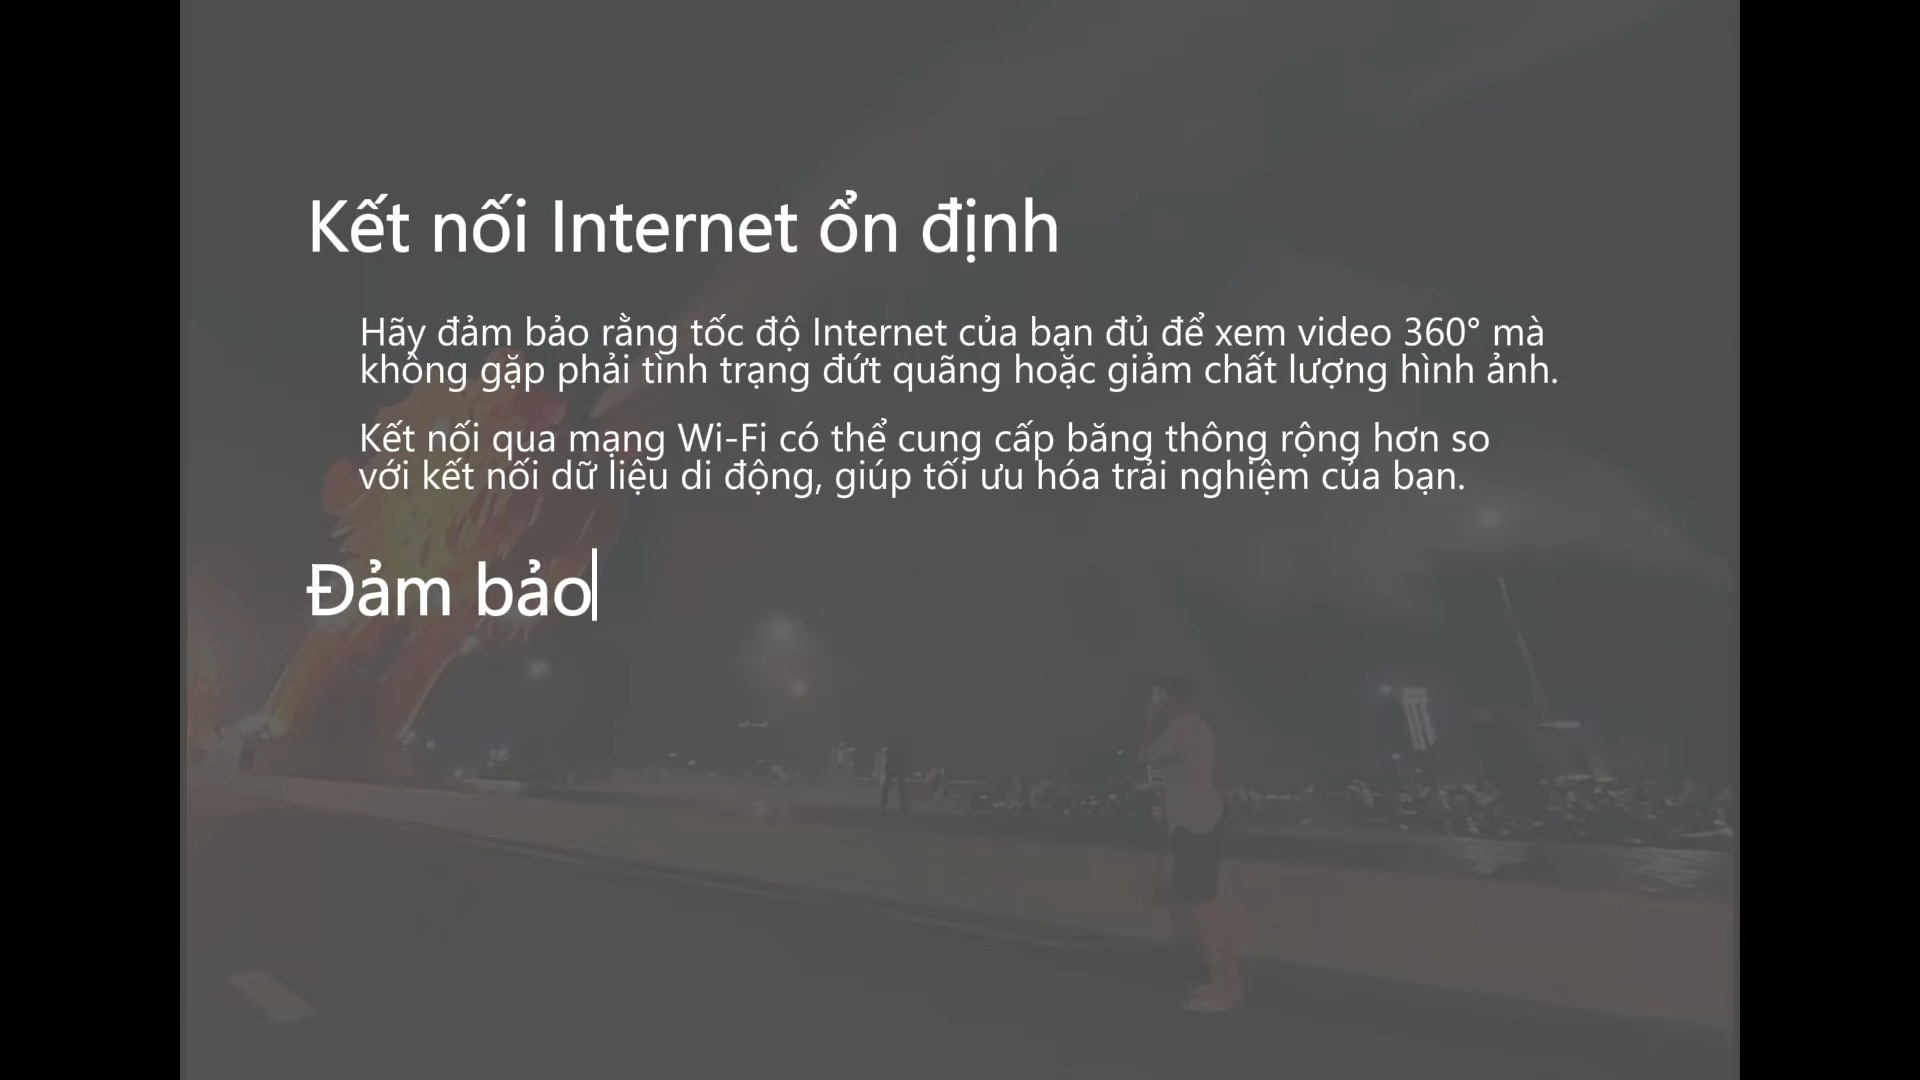 Kết nối Internet ổn định
Hãy đảm bảo rằng tốc độ Internet của bạn đủ để xem video 360° mà
không gặp phải tình trạng đứt quãng hoặc giảm chất lượng hình ảnh.
Kết nối qua mạng Wi-Fi có thể cung cấp băng thông rộng hơn so
với kết nối dữ liệu di động, giúp tối ưu hóa trải nghiệm của bạn.
Đảm bảo